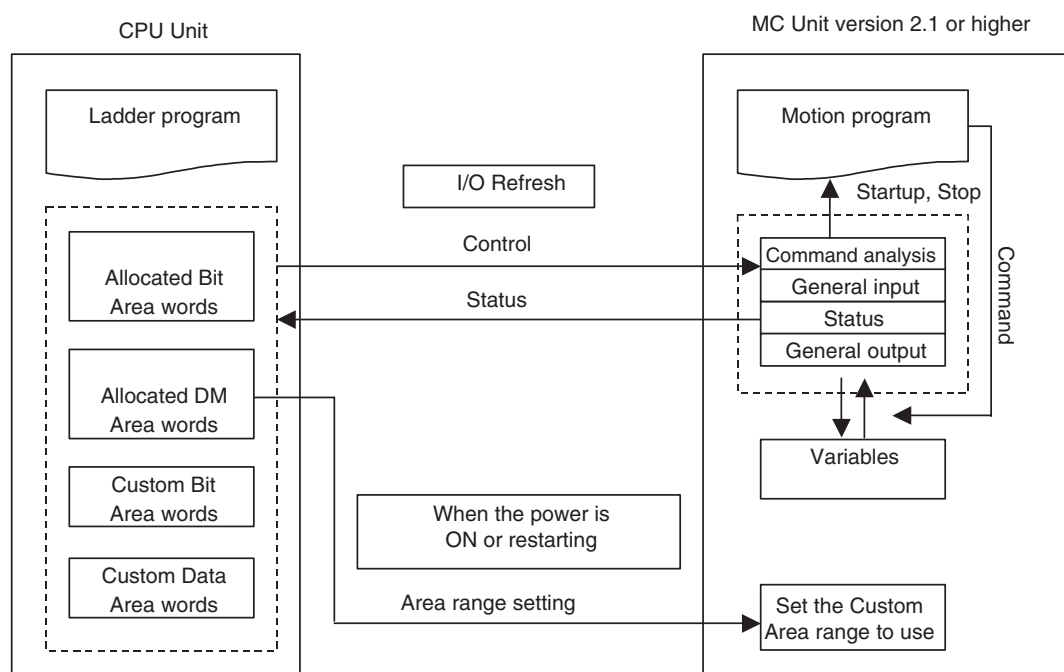 CPU Unit
MC Unit version 2.1 or higher
Ladder program
Motion program
I/O Refresh
Startup, Stop
Control
Command analysis
Allocated Bit
Area words
General input
Status
Status
General output
Command
Allocated DM
Area words
Variables
Custom Bit
Area words
When the power is
ON or restarting
Custom Data
Area words
Area range setting
Set the Custom
Area range to use